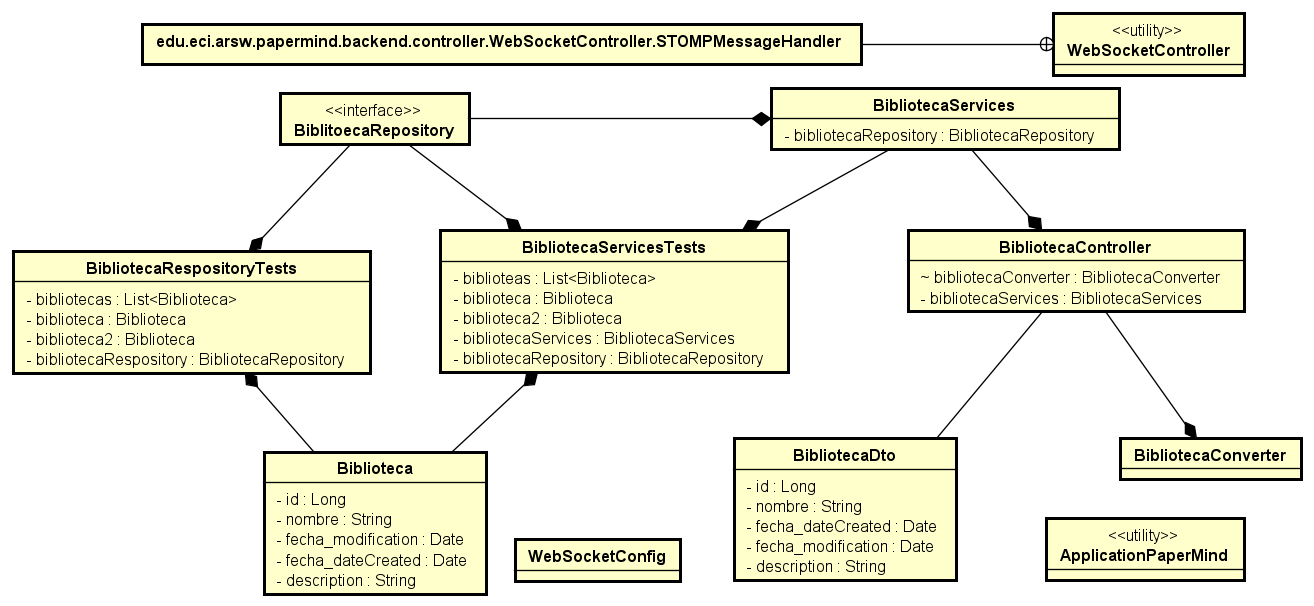 edu.eci.arsw.papermind.backend.controller.WebSocketController.STOMPMessageHandler
<<utility>>
WebSocketController
<<interface>>
BiblitoecaRepository
BibliotecaServices
- bibliotecaRepository : BibliotecaRepository
BibliotecaRespositoryTests
- bibliotecas : List<Biblioteca>
- biblioteca : Biblioteca
- biblioteca2 : Biblioteca
- bibliotecaRespository : BibliotecaRepository
BibliotecaServicesTests
- biblioteas : List<Biblioteca>
- biblioteca : Biblioteca
- biblioteca2 : Biblioteca
- bibliotecaServices : BibliotecaServices
- bibliotecaRepository : BibliotecaRepository
BibliotecaController
~ bibliotecaConverter : BibliotecaConverter
- bibliotecaServices : BibliotecaServices
Biblioteca
- id : Long
- nombre : String
- fecha_modification : Date
- fecha_dateCreated : Date
- description : String
WebSocketConfig
BibliotecaDto
- id : Long
- nombre : String
- fecha_dateCreated : Date
- fecha_modification : Date
- description : String
BibliotecaConverter
<<utility>>
ApplicationPaperMind